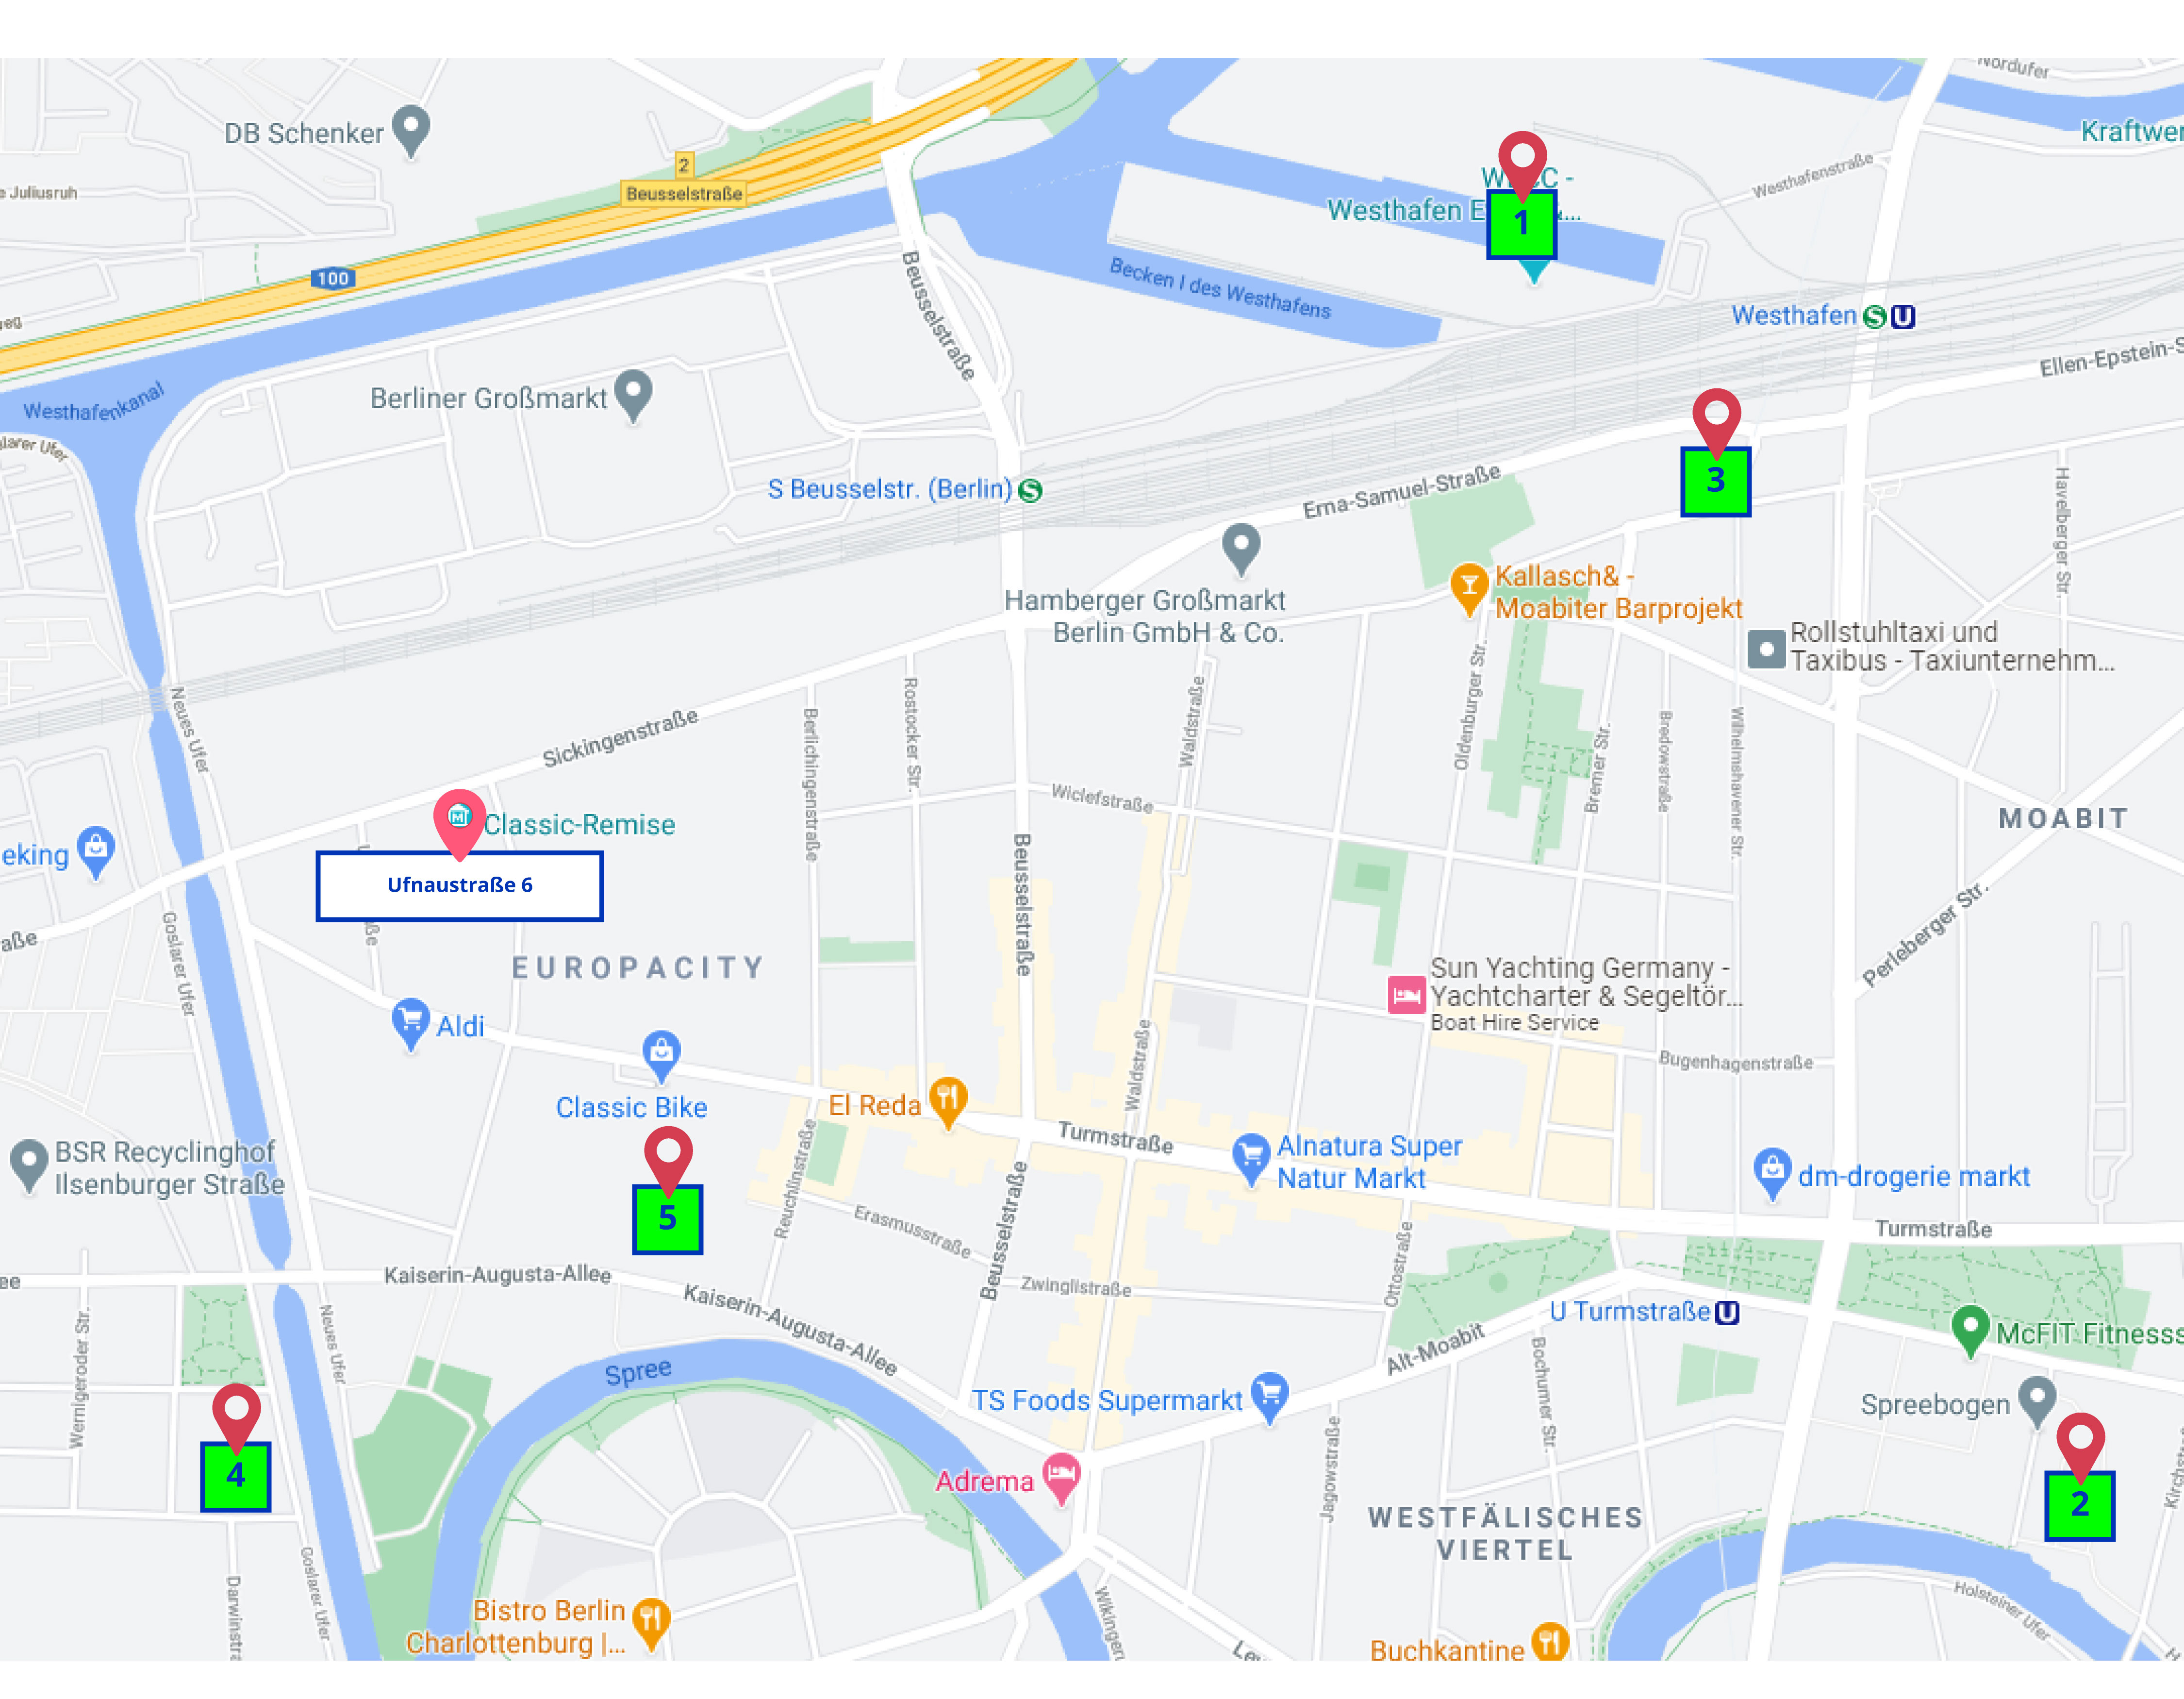 Nordufer
DB Schenker
Kraftwer
2
Beusselstraße
e Juliusruh
Westhafenstraße
1
Westhafen E
&...
100
Becken I des Westhafens
Beusselstraße
Westhafen S U
Ellen-Epstein-S
Westhafenkanal
Berliner Großmarkt
3
S Beusselstr. (Berlin) S
Erna-Samuel-Straße
Havelberger Str.
Hamberger Großmarkt
Berlin GmbH & Co.
Kallasch& -
Moabiter Barprojekt
Rollstuhltaxi und
Taxibus - Taxiunternehm...
Neues Ufer
Sickingenstraße
Berlichingenstraße
Rostocker Str.
Waldstraße
Oldenburger Str.
Bremer Str.
Bredowstraße
Wilhelmshavener Str.
Wiclefstraße
MOABIT
Classic-Remise
eking
Ufnaustraße 6
Beusselstraße
Perleberger Str.
aße
Goslarer Ufer
EUROPACITY
Sun Yachting Germany -
Yachtcharter & Segeltör...
Boat Hire Service
Aldi
Waldstraße
Bugenhagenstraße
Classic Bike
El Reda
Turmstraße
Alnatura Super
Natur Markt
BSR Recyclinghof
Ilsenburger Straße
dm-drogerie markt
5
Reuchlinstraße
Erasmusstraße
Beusselstraße
Turmstraße
Kaiserin-Augusta-Allee
Kaiserin-Augusta-Allee
Zwinglistraße
Ottostraße
U Turmstraße U
McFIT Fitnesss
Wernigeroder Str.
Neues Ufer
Spree
Alt-Moabit
Bochumer Str.
TS Foods Supermarkt
Spreebogen
4
Adrema
Jagowstraße
2
WESTFÄLISCHES
VIERTEL
Goslarer Ufer
Darwinstra
Bistro Berlin
Charlottenburg |...
Buchkantine
Holsteiner Ufer